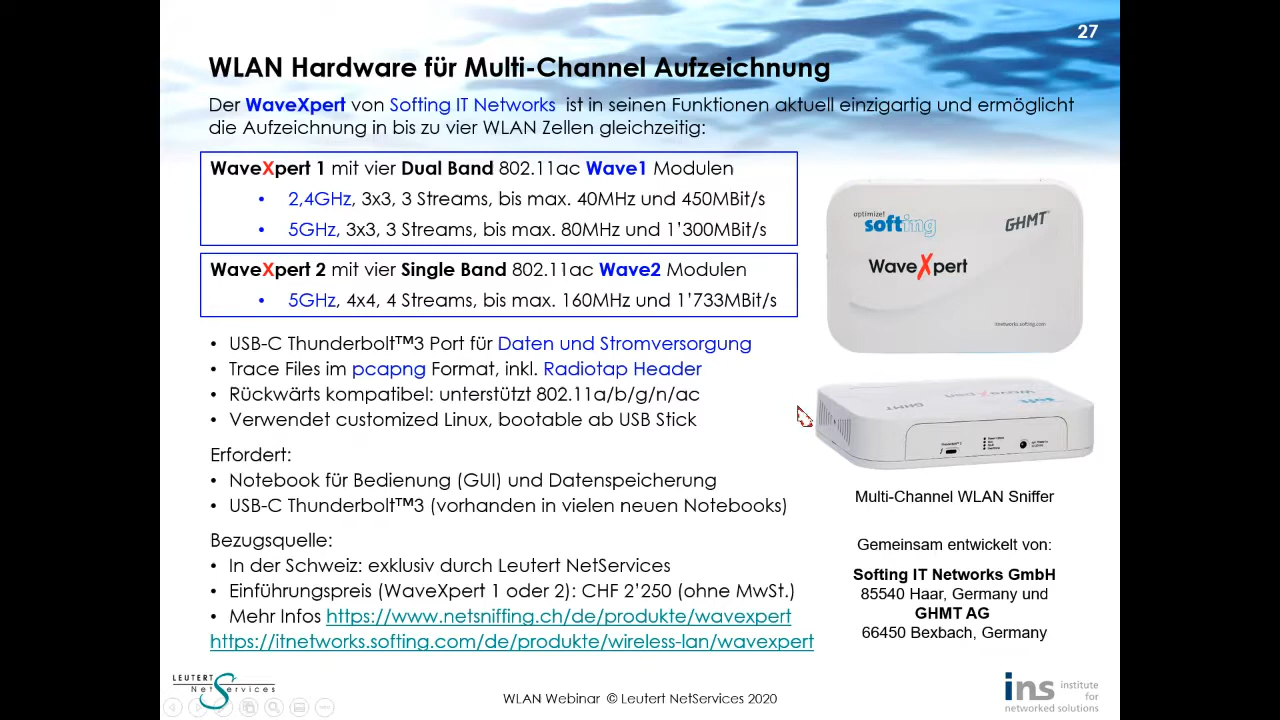 27
WLAN Hardware für Multi-Channel Aufzeichnung
Der WaveXpert von Softing IT Networks ist in seinen Funktionen aktuell einzigartig und ermöglicht
die Aufzeichnung in bis zu vier WLAN Zellen gleichzeitig:
WaveXpert 1 mit vier Dual Band 802.11ac Wave1 Modulen
• 2,4GHz, 3x3, 3 Streams, bis max. 40MHz und 450MBit/s
• 5GHz, 3x3, 3 Streams, bis max. 80MHz und 1’300MBit/s
WaveXpert 2 mit vier Single Band 802.11ac Wave2 Modulen
• 5GHz, 4x4, 4 Streams, bis max. 160MHz und 1’733MBit/s
• USB-C Thunderbolt™3 Port für Daten und Stromversorgung
• Trace Files im pcapng Format, inkl. Radiotap Header
• Rückwärts kompatibel: unterstützt 802.11a/b/g/n/ac
• Verwendet customized Linux, bootable ab USB Stick
Erfordert:
• Notebook für Bedienung (GUI) und Datenspeicherung
• USB-C Thunderbolt™3 (vorhanden in vielen neuen Notebooks)
Bezugsquelle:
• In der Schweiz: exklusiv durch Leutert NetServices
• Einführungspreis (WaveXpert 1 oder 2): CHF 2’250 (ohne MwSt.)
• Mehr Infos https://www.netsniffing.ch/de/produkte/wavexpert
https://itnetworks.softing.com/de/produkte/wireless-lan/wavexpert
optimize!
softing
GHMT
WaveXpert
itnetworks.softing.com
GHMT
WaveXpert
Multi-Channel WLAN Sniffer
Gemeinsam entwickelt von:
Softing IT Networks GmbH
85540 Haar, Germany und
GHMT AG
66450 Bexbach, Germany
LEUTERT
NetServices
WLAN Webinar © Leutert NetServices 2020
ins institute
for
networked solutions